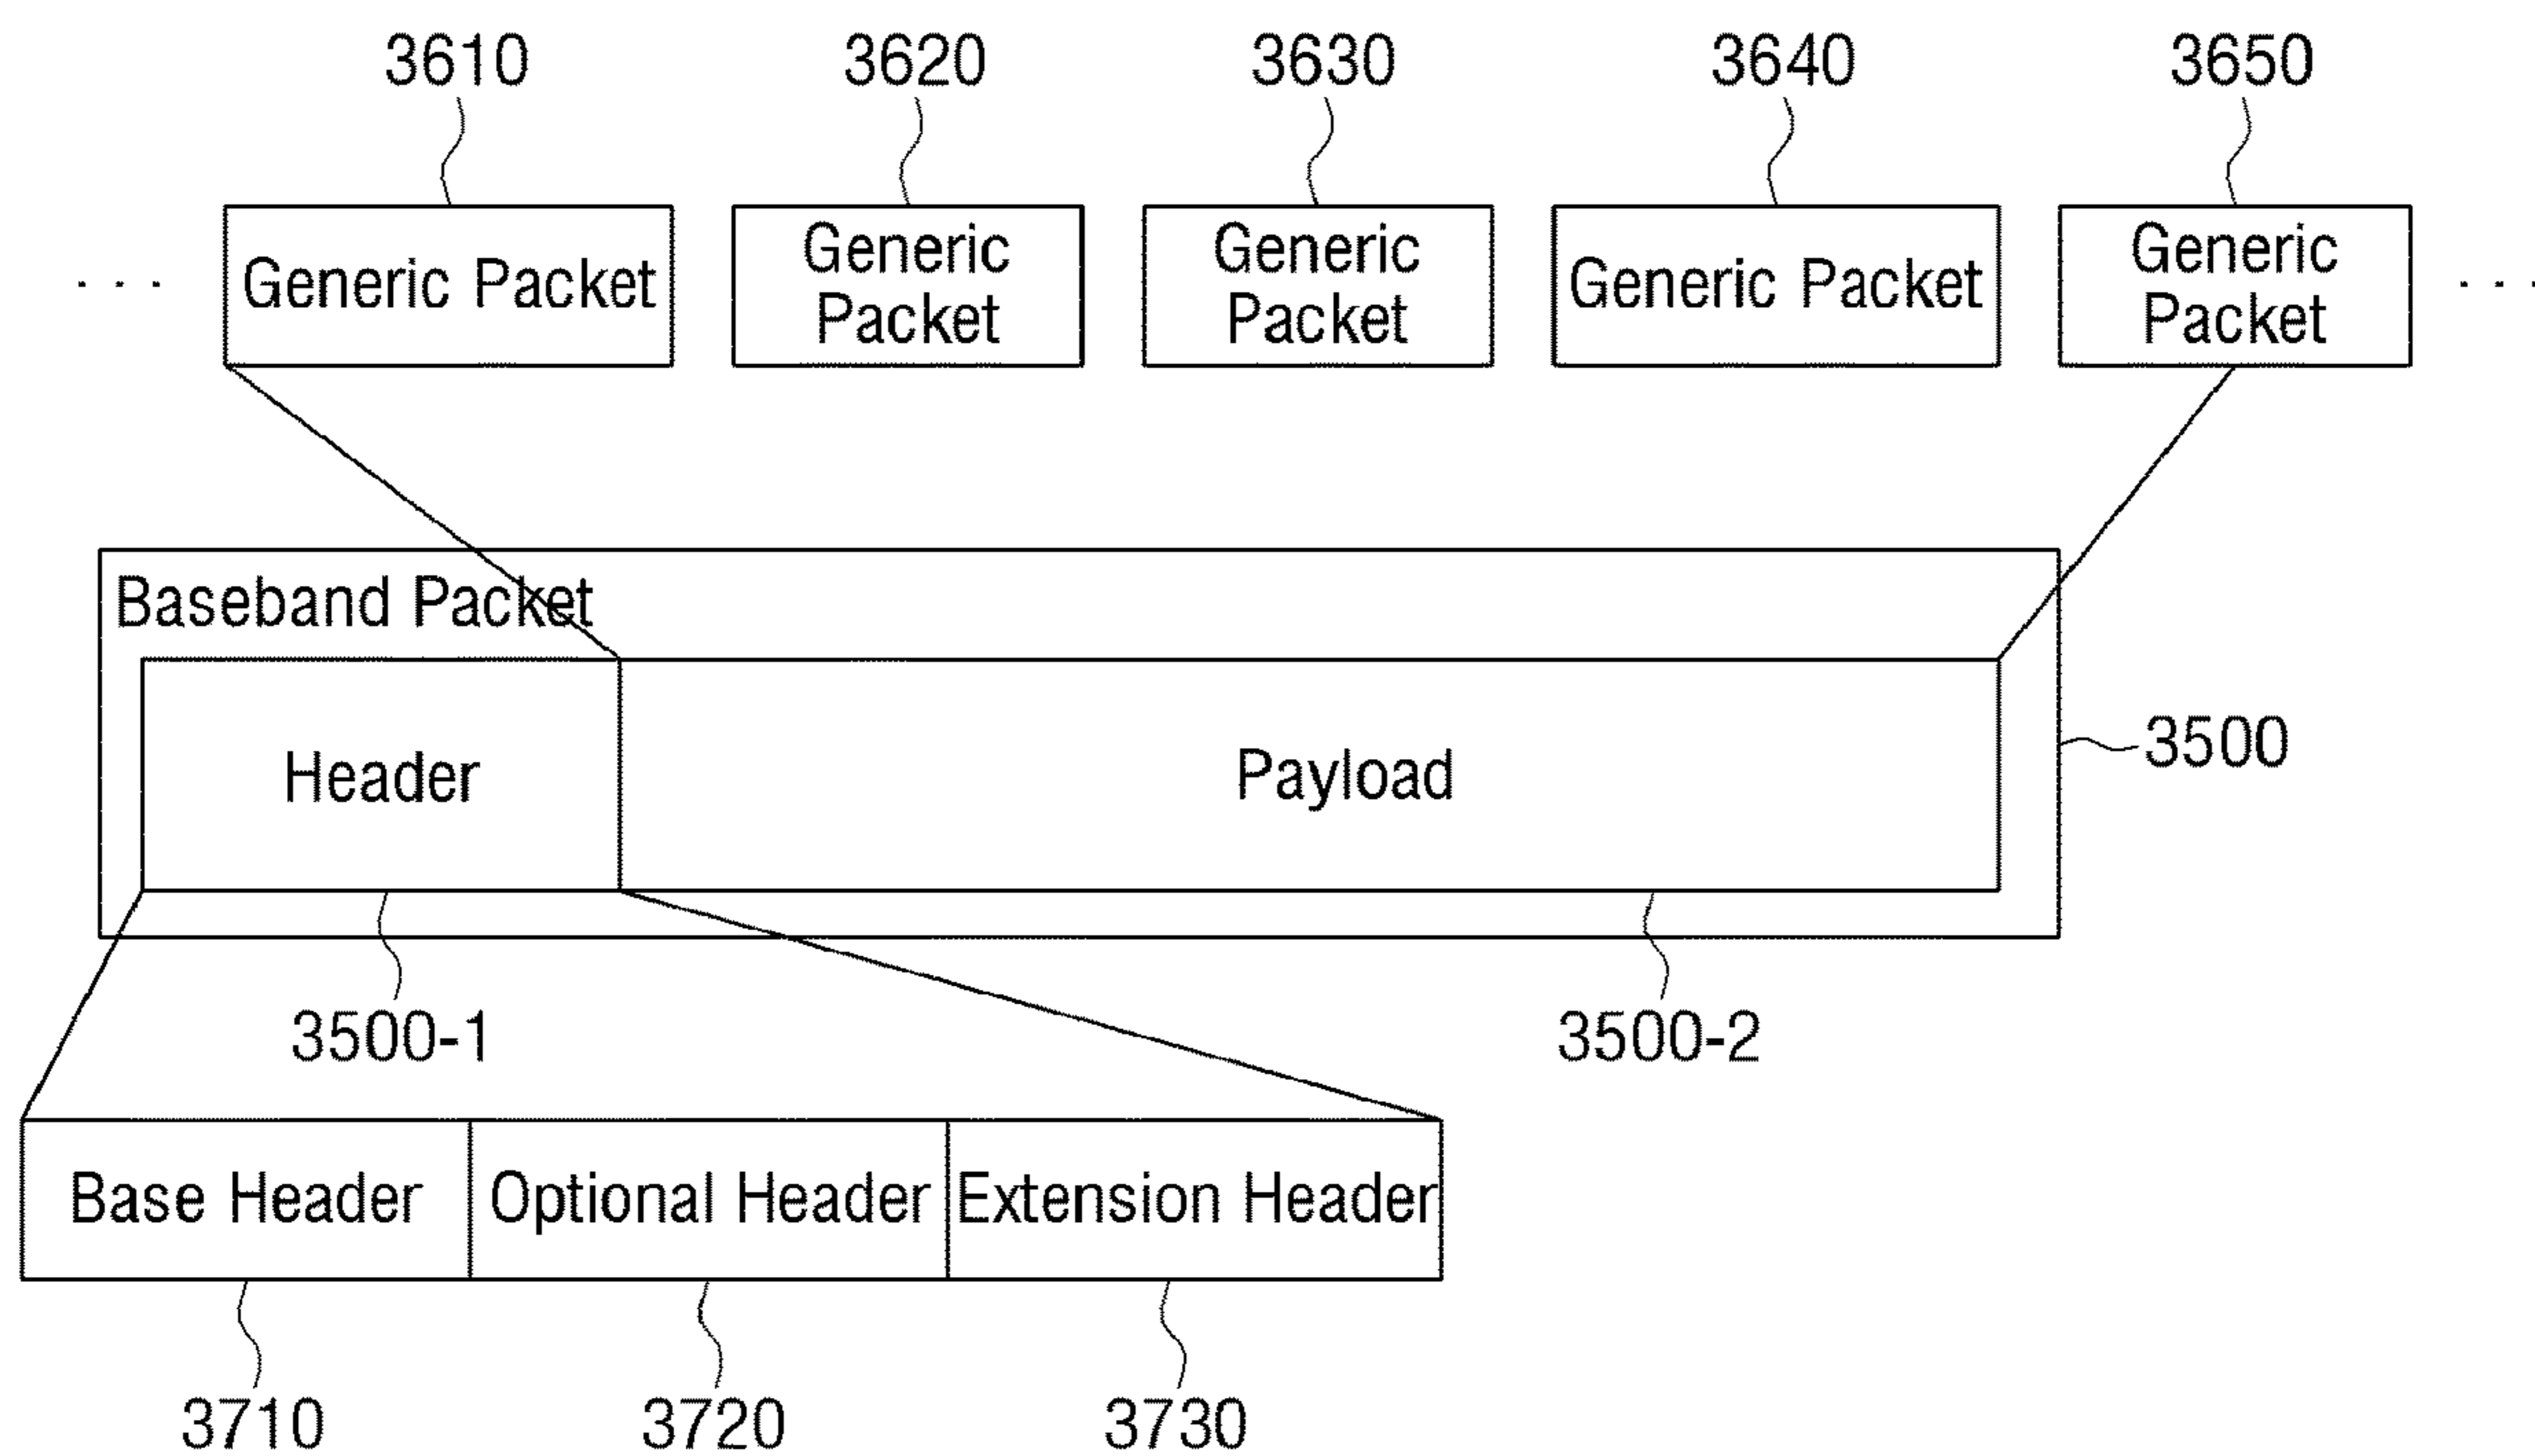 3610 3620 3630 3640 3650
. . . Generic Packet Generic Packet Generic Packet Generic Packet Generic Packet . . .
Baseband Packet
Header Payload 3500
3500-1 3500-2
Base Header Optional Header Extension Header
3710 3720 3730